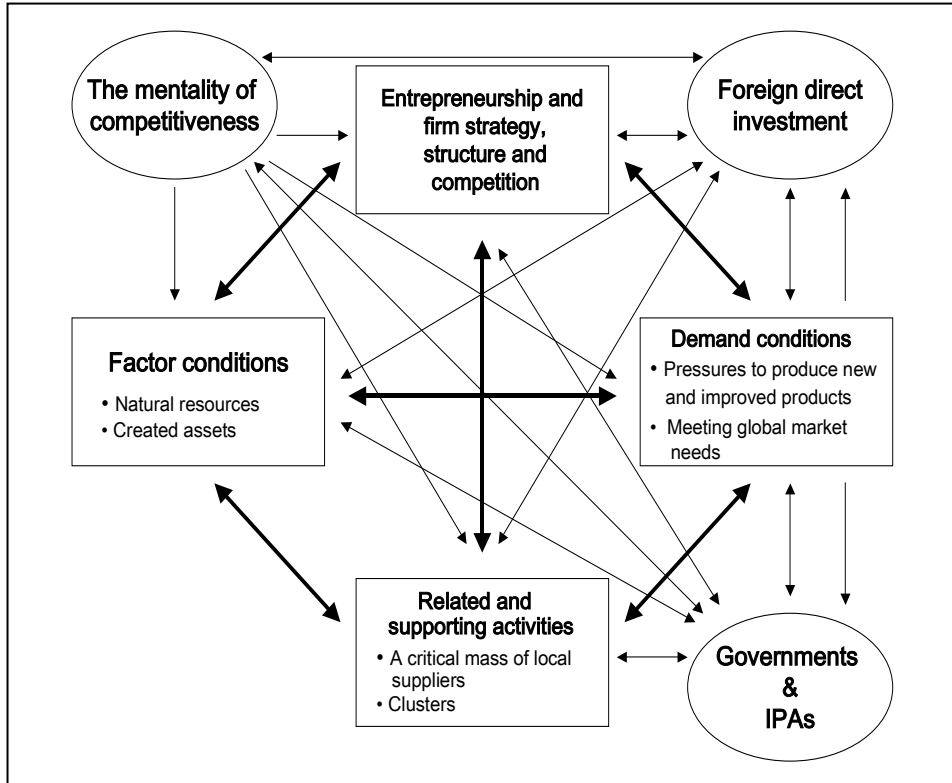 The mentality of
competitiveness
Entrepreneurship and
firm strategy,
structure and
competition
Foreign direct
investment
Factor conditions
• Natural resources
• Created assets
Demand conditions
• Pressures to produce new
and improved products
• Meeting global market
needs
Related and
supporting activities
• A critical mass of local
suppliers
• Clusters
Governments
&
IPAs